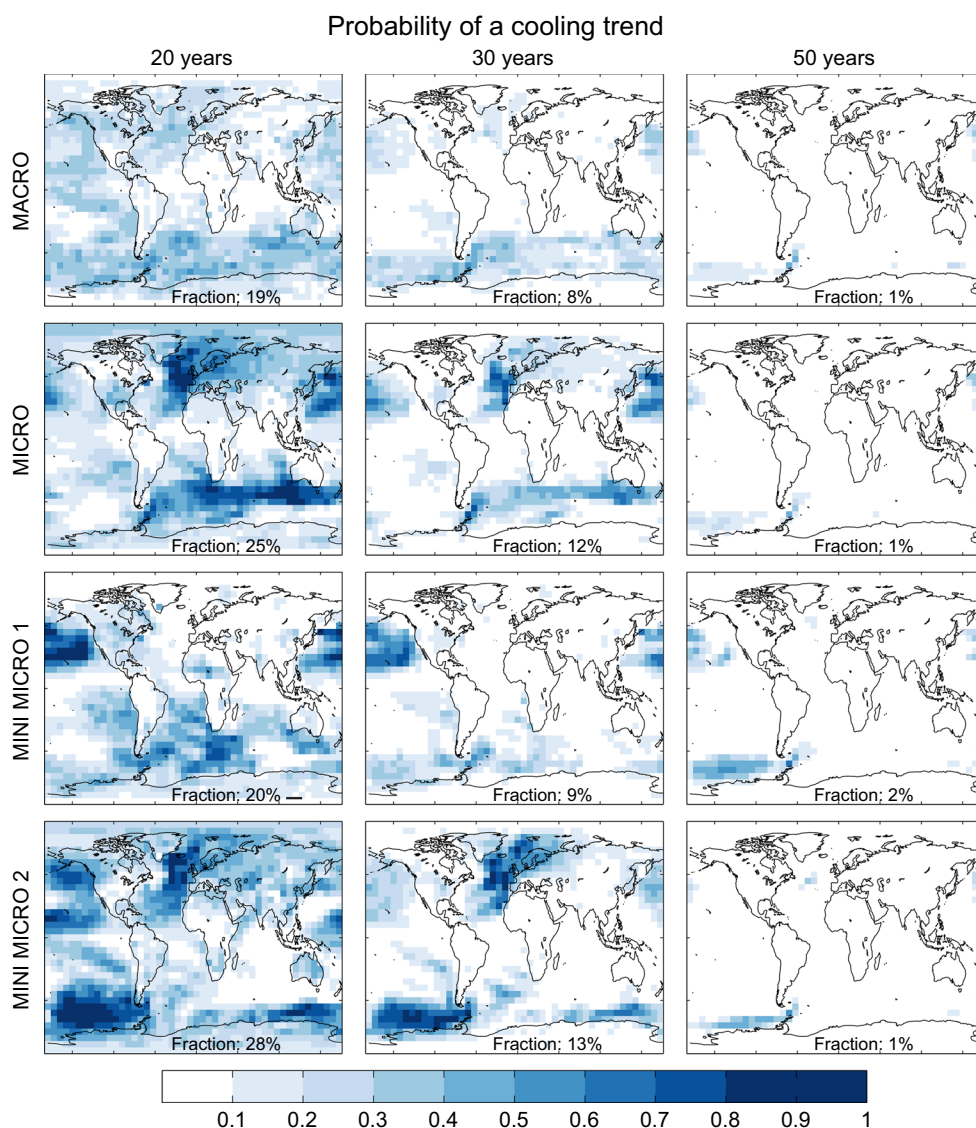 Probability of a cooling trend
20 years 30 years 50 years
MACRO
Fraction; 19% Fraction; 8% Fraction; 1%
MICRO
Fraction; 25% Fraction; 12% Fraction; 1%
MINI MICRO 1
Fraction; 20% Fraction; 9% Fraction; 2%
MINI MICRO 2
Fraction; 28% Fraction; 13% Fraction; 1%
0.1 0.2 0.3 0.4 0.5 0.6 0.7 0.8 0.9 1